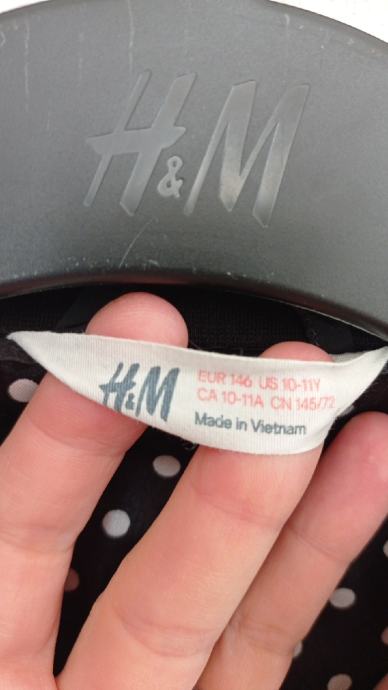 H&M
H&M
EUR 146 US 10-11Y
CA 10-11A CN 145/72
Made in Vietnam